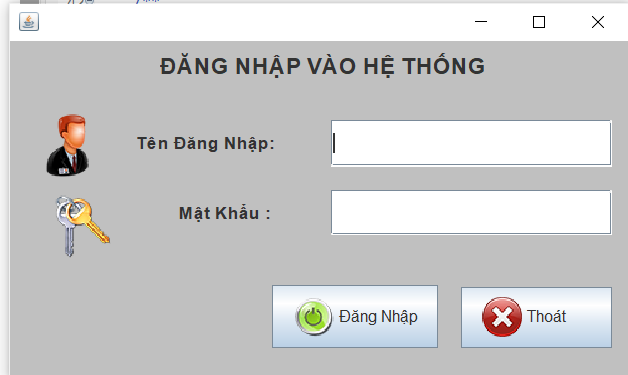 ĐĂNG NHẬP VÀO HỆ THỐNG
Tên Đăng Nhập:
Mật Khẩu :
Đăng Nhập
Thoát